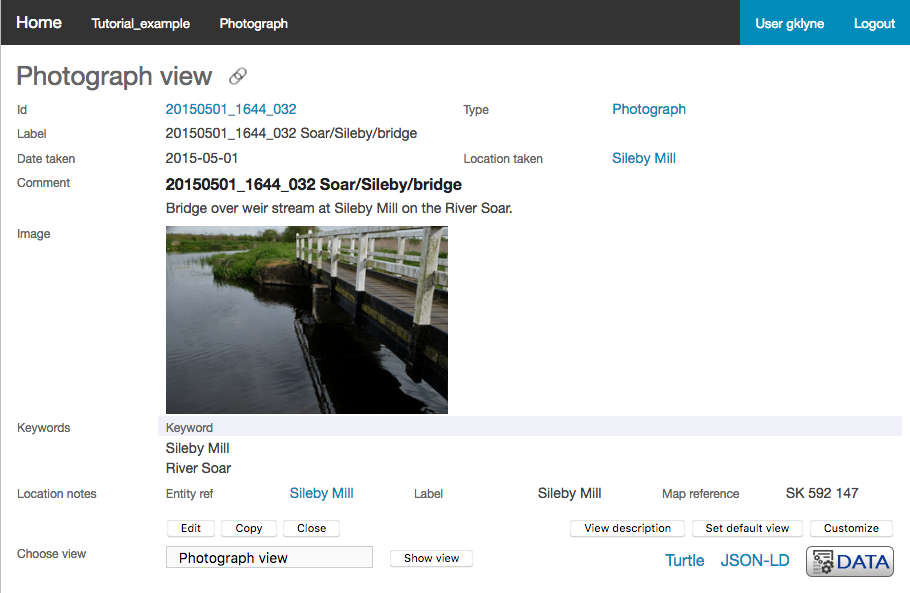 Home Tutorial_example Photograph User gklyne Logout
Photograph view
Id 20150501_1644_032 Type Photograph
Label 20150501_1644_032 Soar/Sileby/bridge
Date taken 2015-05-01 Location taken Sileby Mill
Comment 20150501_1644_032 Soar/Sileby/bridge
Bridge over weir stream at Sileby Mill on the River Soar.
Image
Keywords Keyword
Sileby Mill
River Soar
Location notes Entity ref Sileby Mill Label Sileby Mill Map reference SK 592 147
Edit Copy Close View description Set default view Customize
Choose view Photograph view Show view Turtle JSON-LD DATA